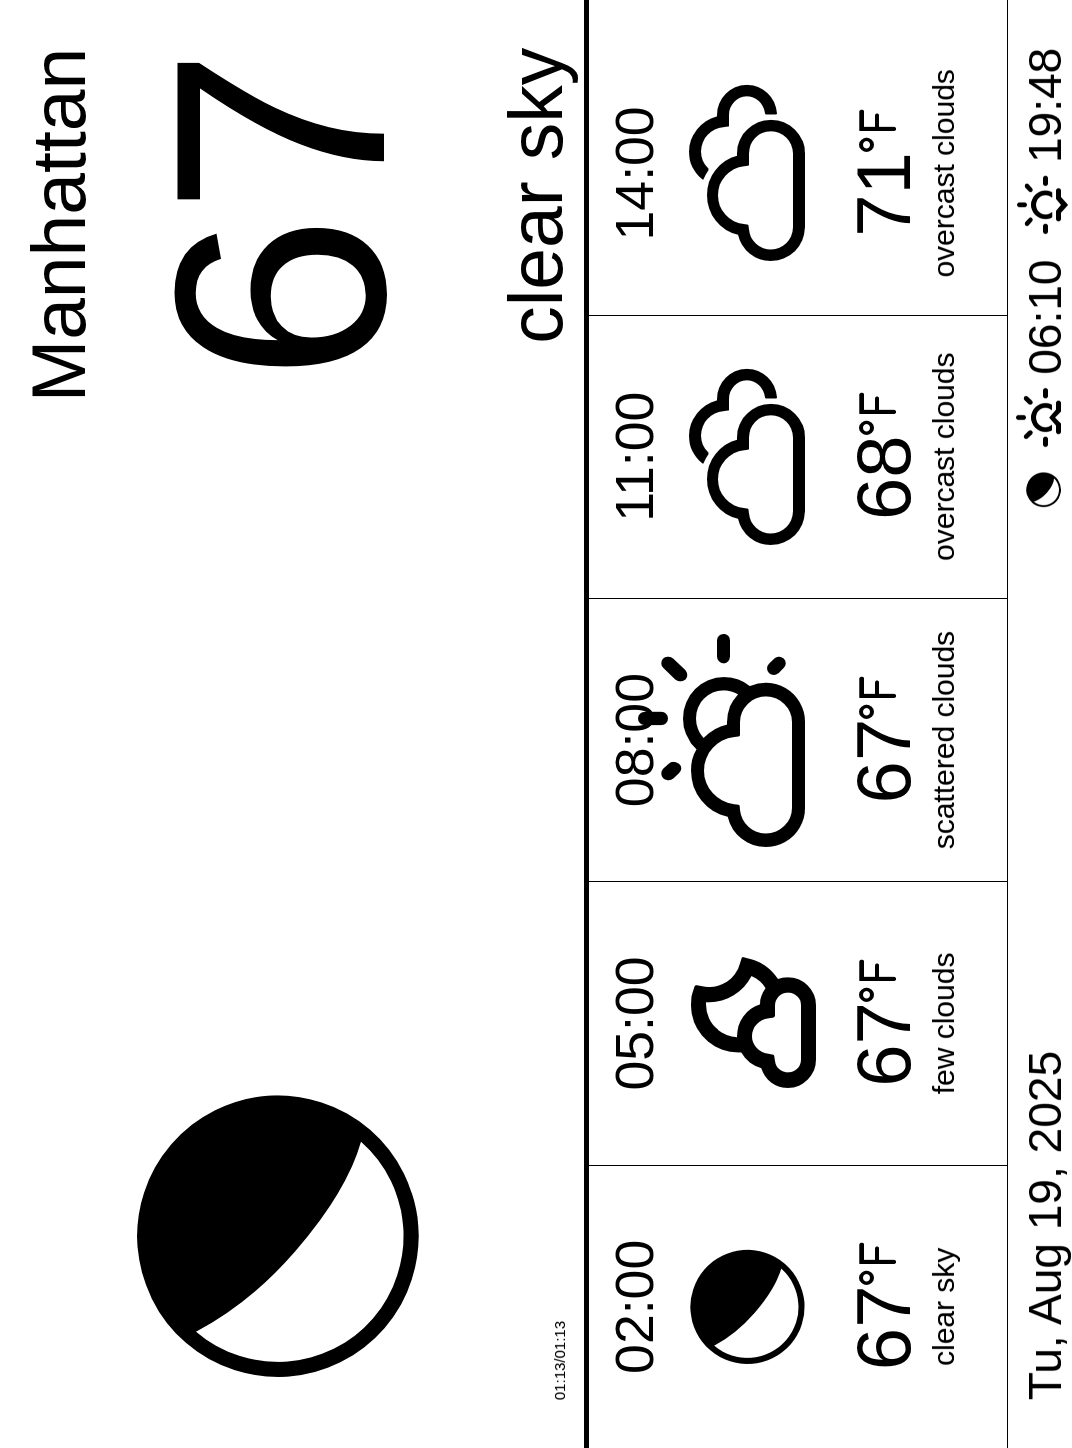 Manhattan
67
clear sky
01:13/01:13
02:00
67°F
clear sky
05:00
67°F
few clouds
08:00
67°F
scattered clouds
11:00
68°F
overcast clouds
14:00
71°F
overcast clouds
Tu, Aug 19, 2025
06:10
19:48